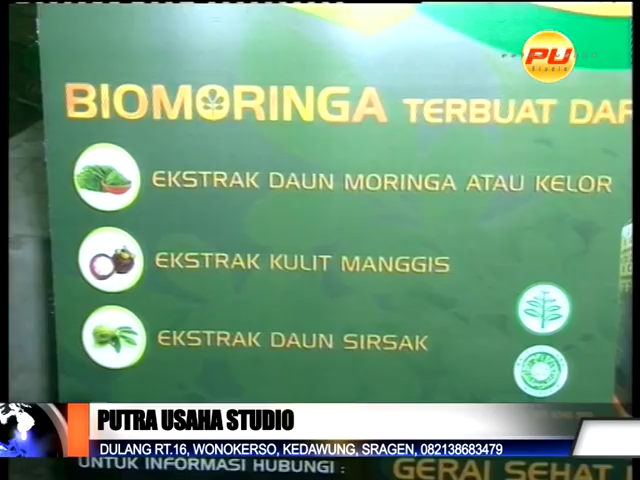 PU
Studio
BIOMORINGA TERBUAT DAR
EKSTRAK DAUN MORINGA ATAU KELOR
EKSTRAK KULIT MANGGIS
EKSTRAK DAUN SIRSAK
PUTRA USAHA STUDIO
DULANG RT.16, WONOKERSO, KEDAWUNG, SRAGEN, 082138683479
UNTUK INFORMASI HUBUNGI : GERAI SEHAT